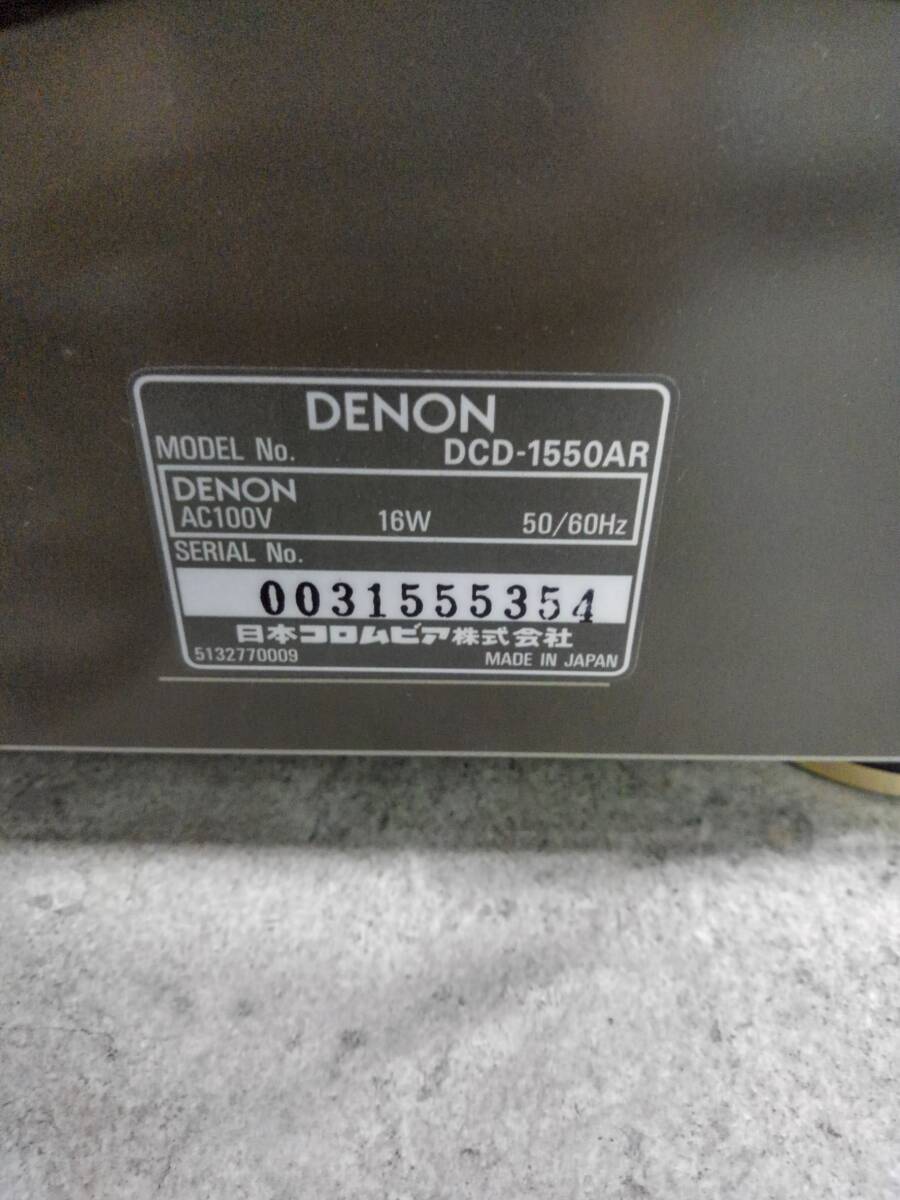 DENON
MODEL No. DCD-1550AR
DENON
AC100V 16W 50/60Hz
SERIAL No.
0031555354
日本コロムビア株式会社
5132770009 MADE IN JAPAN